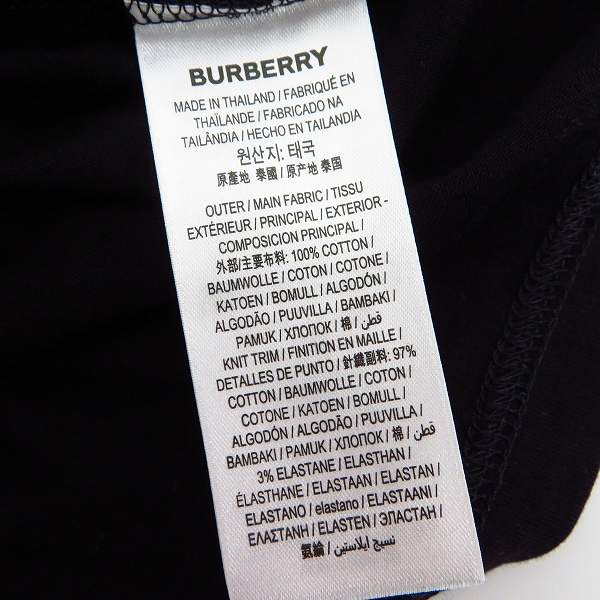 BURBERRY
MADE IN THAILAND / FABRIQUÉ EN
THAÏLANDE / FABRICADO NA
TAILÂNDIA / HECHO EN TAILANDIA
원산지: 태국
原產地 泰國 / 原产地 泰国
OUTER / MAIN FABRIC / TISSU
EXTÉRIEUR / PRINCIPAL / EXTERIOR -
COMPOSICION PRINCIPAL /
外部/主要布料: 100% COTTON /
BAUMWOLLE / COTON / COTONE /
KATOEN / BOMULL / ALGODÓN /
ALGODÃO / PUUVILLA / BAMBAKI /
PAMUK / ХЛОПОК / 棉 / قطن /
KNIT TRIM / FINITION EN MAILLE /
DETALLES DE PUNTO / 針織副料: 97%
COTTON / BAUMWOLLE / COTON /
COTONE / KATOEN / BOMULL /
ALGODÓN / ALGODÃO / PUUVILLA /
BAMBAKI / PAMUK / ХЛОПОК / 棉 / قطن /
3% ELASTANE / ELASTHAN /
ÉLASTHANE / ELASTAAN / ELASTAN /
ELASTANO / elastano / ELASTAANI /
ΕΛΑΣΤΑΝΗ / ELASTEN / ЭЛАСТАН /
氨綸 / نسيج إيلاستين /